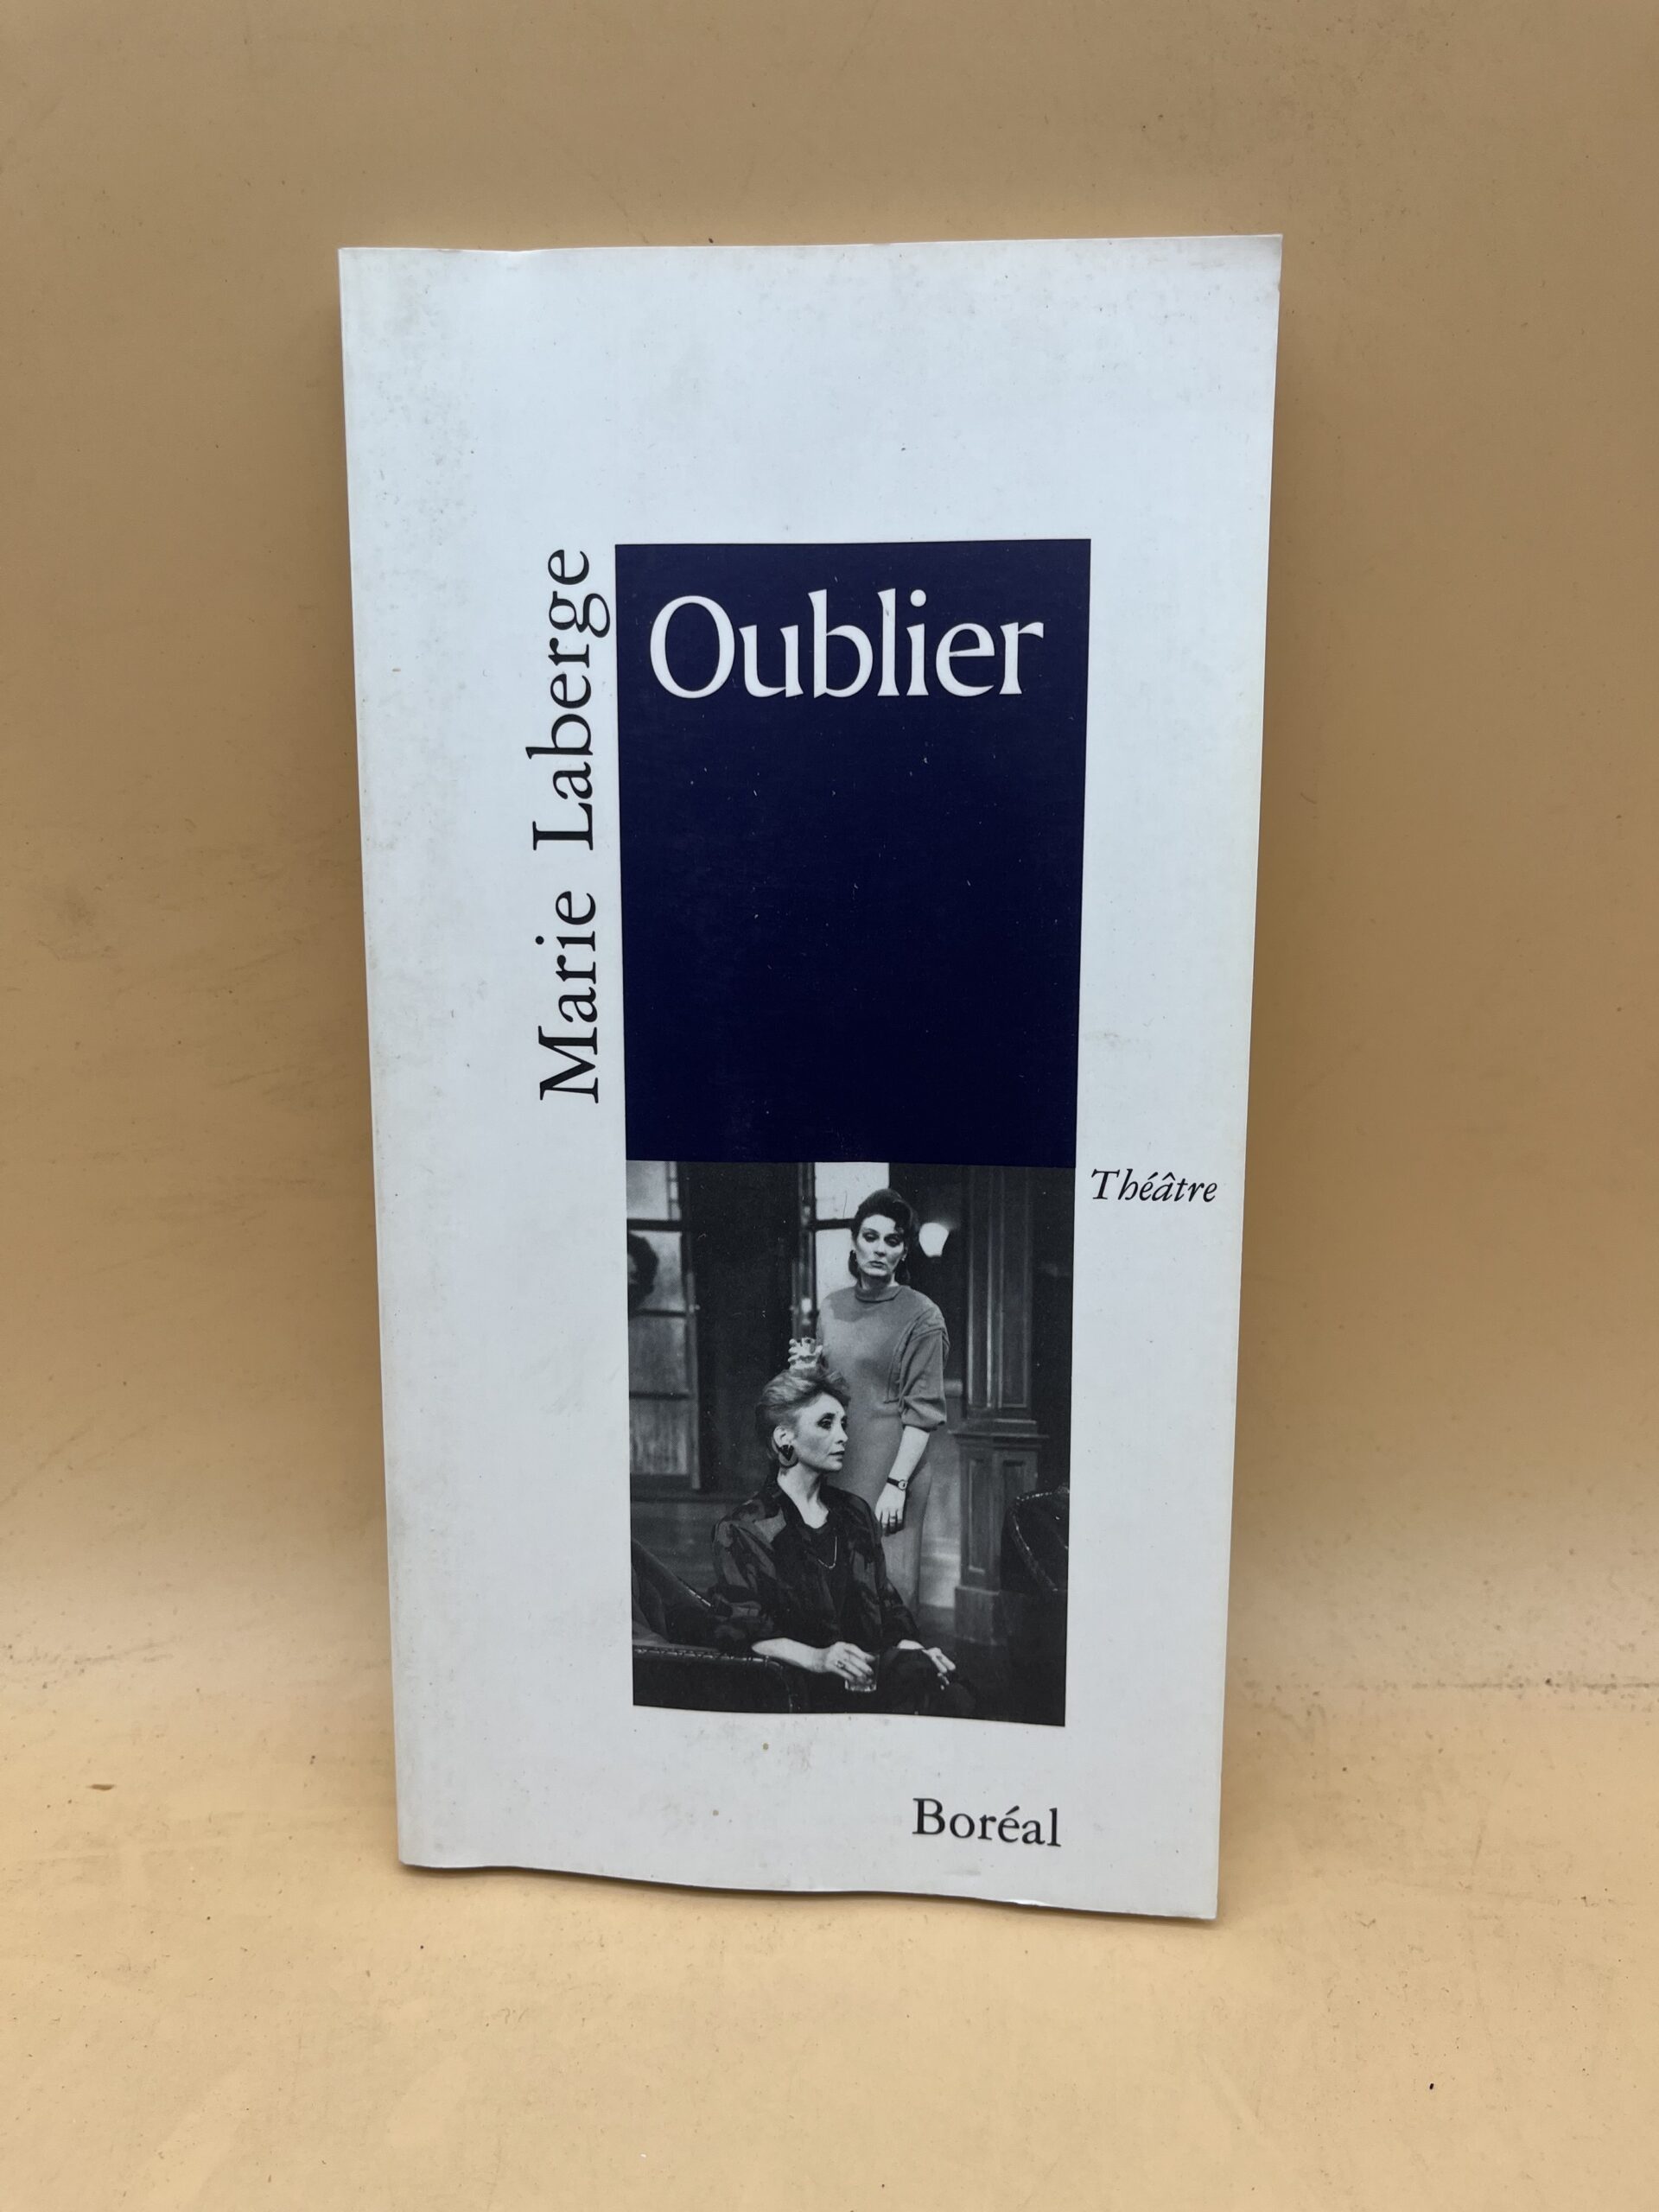 Marie Laberge
Oublier
Théâtre
Boréal